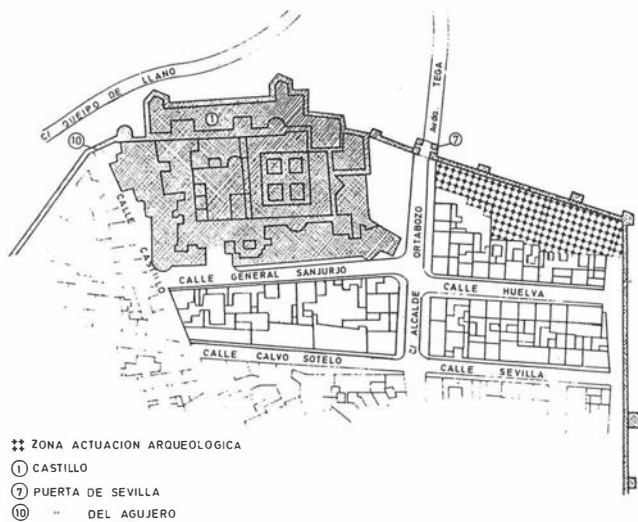 C/ QUEIPO DE LLANO
Avda. TEGA
1
10
7
CALLE CASTILLO
C/ ALCALDE ORTABOZO
CALLE GENERAL SANJURJO
CALLE HUELVA
CALLE CALVO SOTELO
CALLE SEVILLA
ZONA ACTUACION ARQUEOLOGICA
1 CASTILLO
7 PUERTA DE SEVILLA
10 " DEL AGUJERO